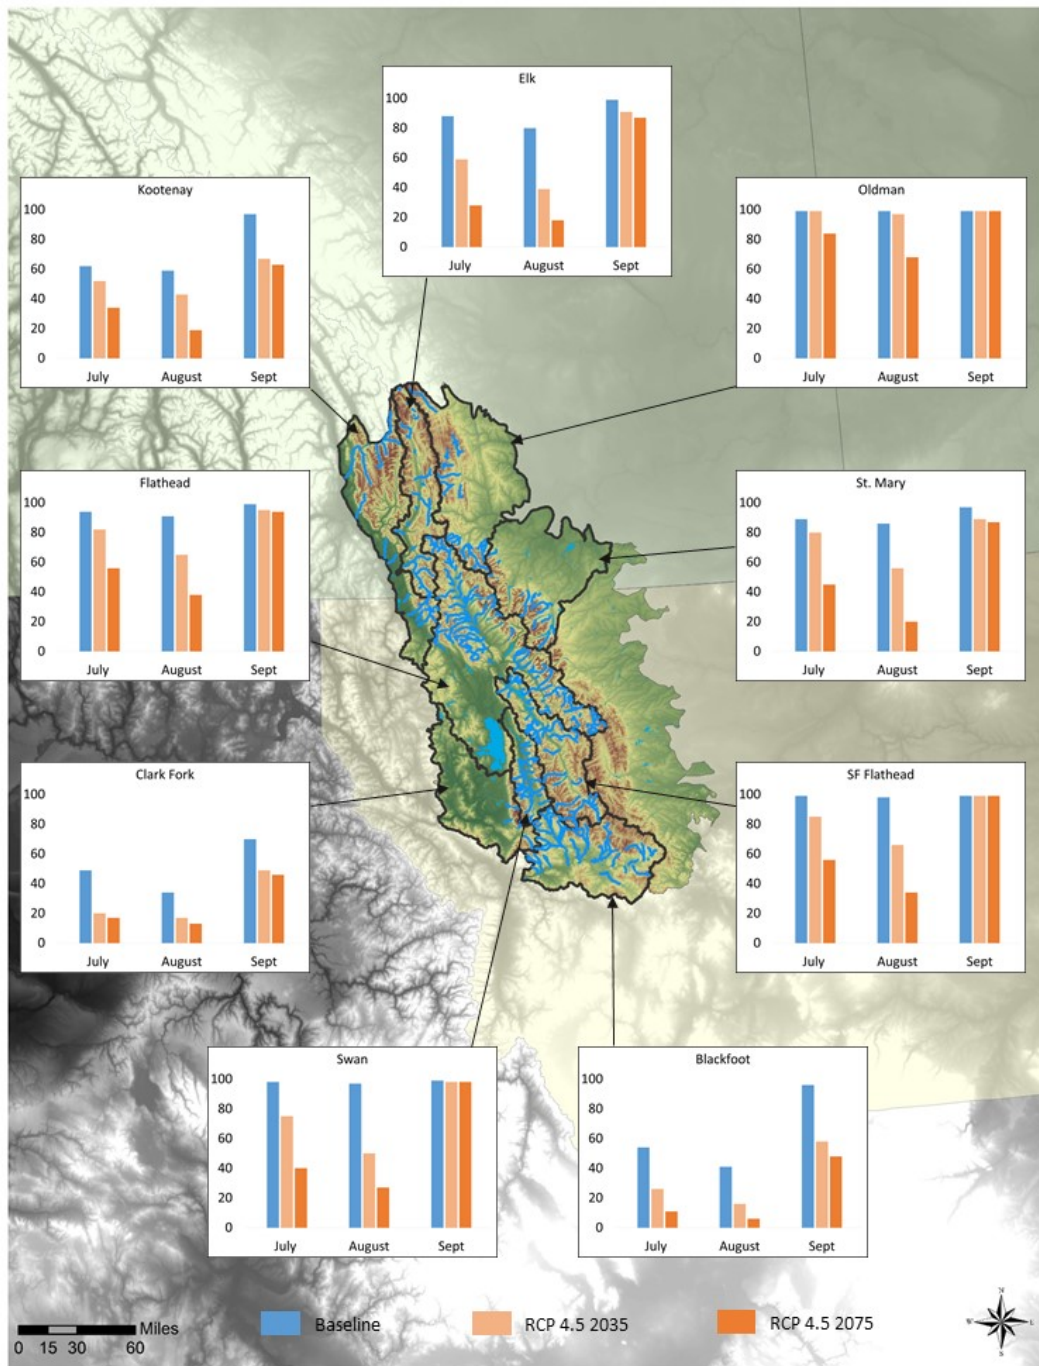 Elk
100
80
60
40
20
0
July August Sept
Kootenay
100
80
60
40
20
0
July August Sept
Oldman
100
80
60
40
20
0
July August Sept
Flathead
100
80
60
40
20
0
July August Sept
St. Mary
100
80
60
40
20
0
July August Sept
Clark Fork
100
80
60
40
20
0
July August Sept
SF Flathead
100
80
60
40
20
0
July August Sept
Swan
100
80
60
40
20
0
July August Sept
Blackfoot
100
80
60
40
20
0
July August Sept
Baseline RCP 4.5 2035 RCP 4.5 2075
Miles
0 15 30 60
N
W E
S